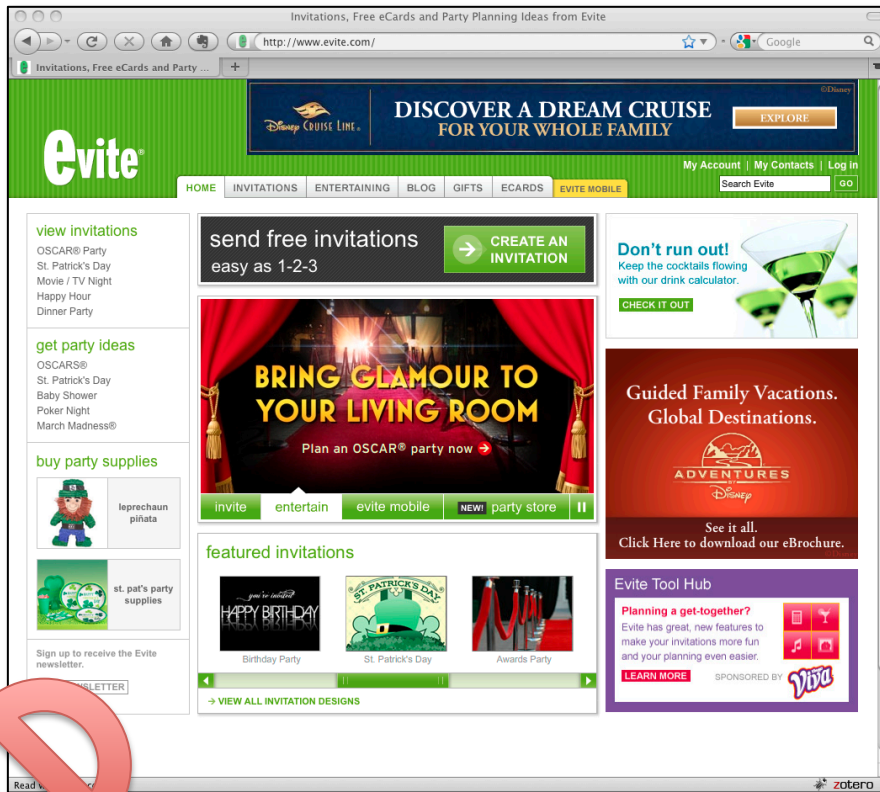 Invitations, Free eCards and Party Planning Ideas from Evite
http://www.evite.com/
Google
Invitations, Free eCards and Party ...
©Disney
Disney CRUISE LINE®
DISCOVER A DREAM CRUISE
FOR YOUR WHOLE FAMILY
EXPLORE
evite®
My Account | My Contacts | Log in
Search Evite
GO
HOME
INVITATIONS
ENTERTAINING
BLOG
GIFTS
ECARDS
EVITE MOBILE
view invitations
OSCAR® Party
St. Patrick's Day
Movie / TV Night
Happy Hour
Dinner Party
get party ideas
OSCARS®
St. Patrick's Day
Baby Shower
Poker Night
March Madness®
buy party supplies
leprechaun
piñata
st. pat's party
supplies
Sign up to receive the Evite
newsletter.
send free invitations
easy as 1-2-3
CREATE AN
INVITATION
BRING GLAMOUR TO
YOUR LIVING ROOM
Plan an OSCAR® party now
invite
entertain
evite mobile
NEW! party store
featured invitations
you're invited
HAPPY BIRTHDAY
ST. PATRICK'S DAY
Birthday Party
St. Patrick's Day
Awards Party
VIEW ALL INVITATION DESIGNS
Don't run out!
Keep the cocktails flowing
with our drink calculator.
CHECK IT OUT
Guided Family Vacations.
Global Destinations.
ADVENTURES
BY Disney
See it all.
Click Here to download our eBrochure.
Evite Tool Hub
Planning a get-together?
Evite has great, new features to
make your invitations more fun
and your planning even easier.
LEARN MORE
SPONSORED BY
Viva
Read
zotero